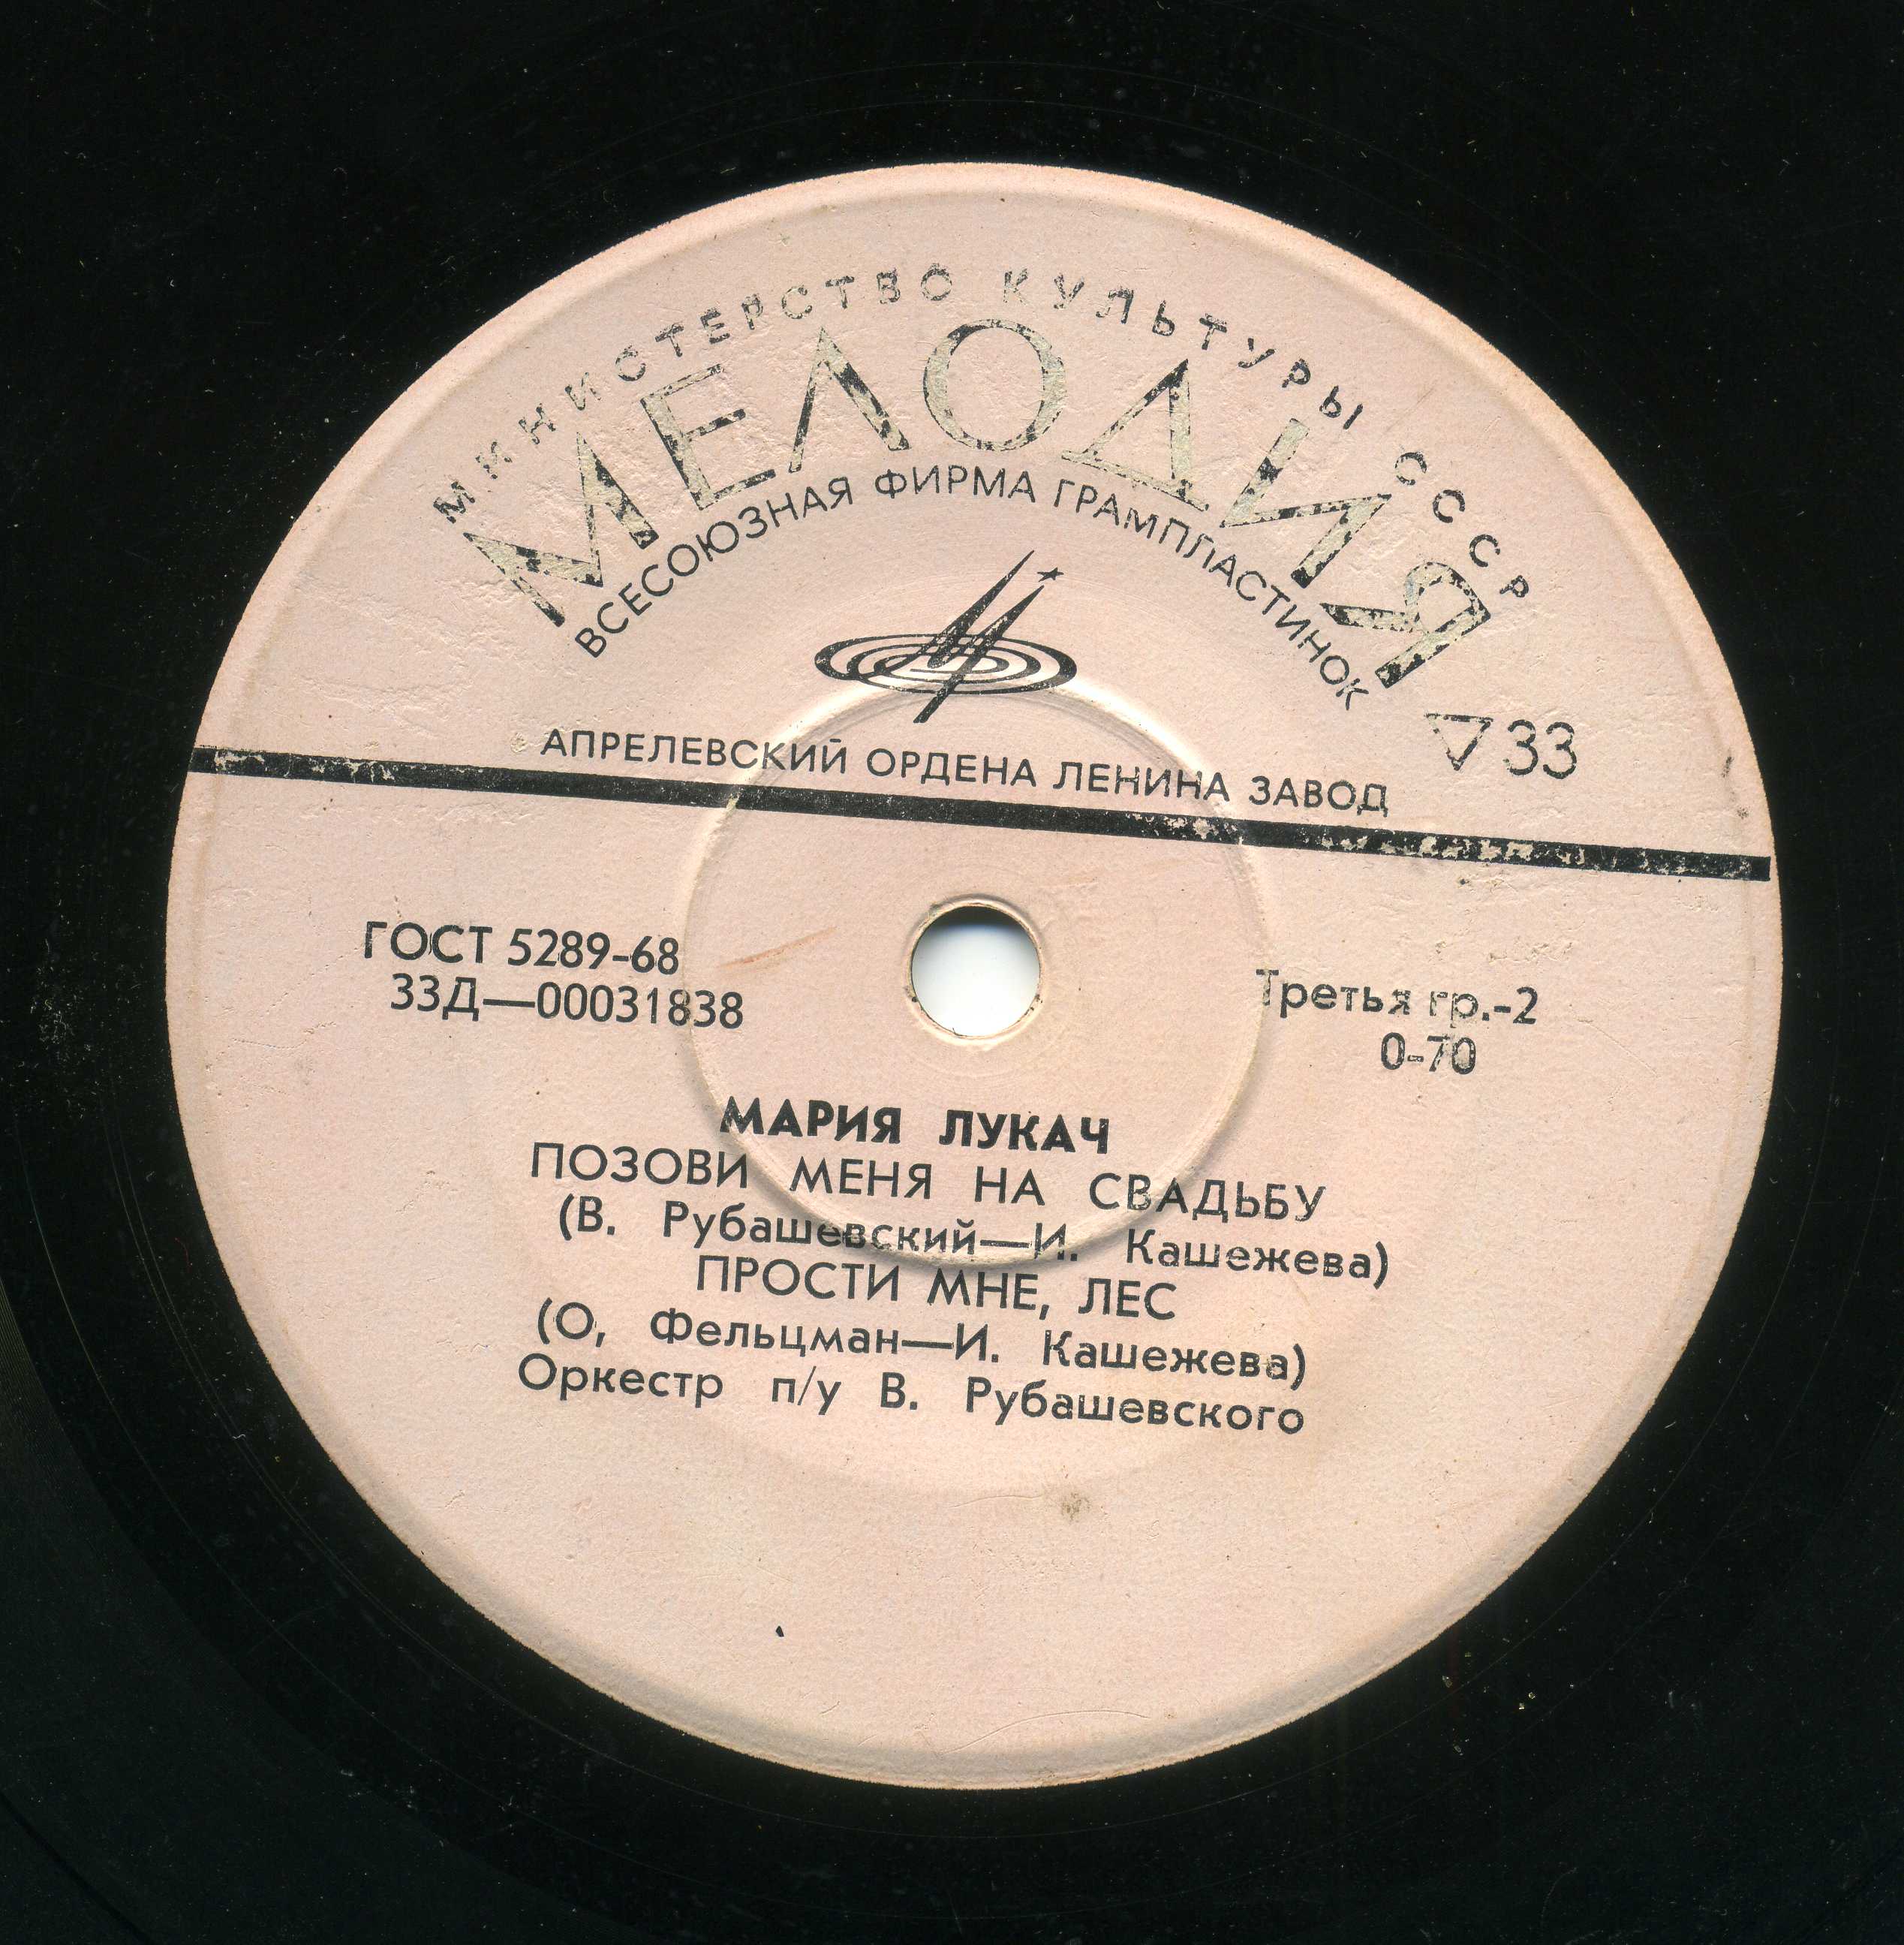 МИНИСТЕРСТВО КУЛЬТУРЫ СССР
МЕЛОДИЯ
ВСЕСОЮЗНАЯ ФИРМА ГРАМПЛАСТИНОК
АПРЕЛЕВСКИЙ ОРДЕНА ЛЕНИНА ЗАВОД
▽33
ГОСТ 5289-68
33Д—00031838
Третья гр.-2
0-70
МАРИЯ ЛУКАЧ
ПОЗОВИ МЕНЯ НА СВАДЬБУ
(В. Рубашевский—И. Кашежева)
ПРОСТИ МНЕ, ЛЕС
(О, Фельцман—И. Кашежева)
Оркестр п/у В. Рубашевского